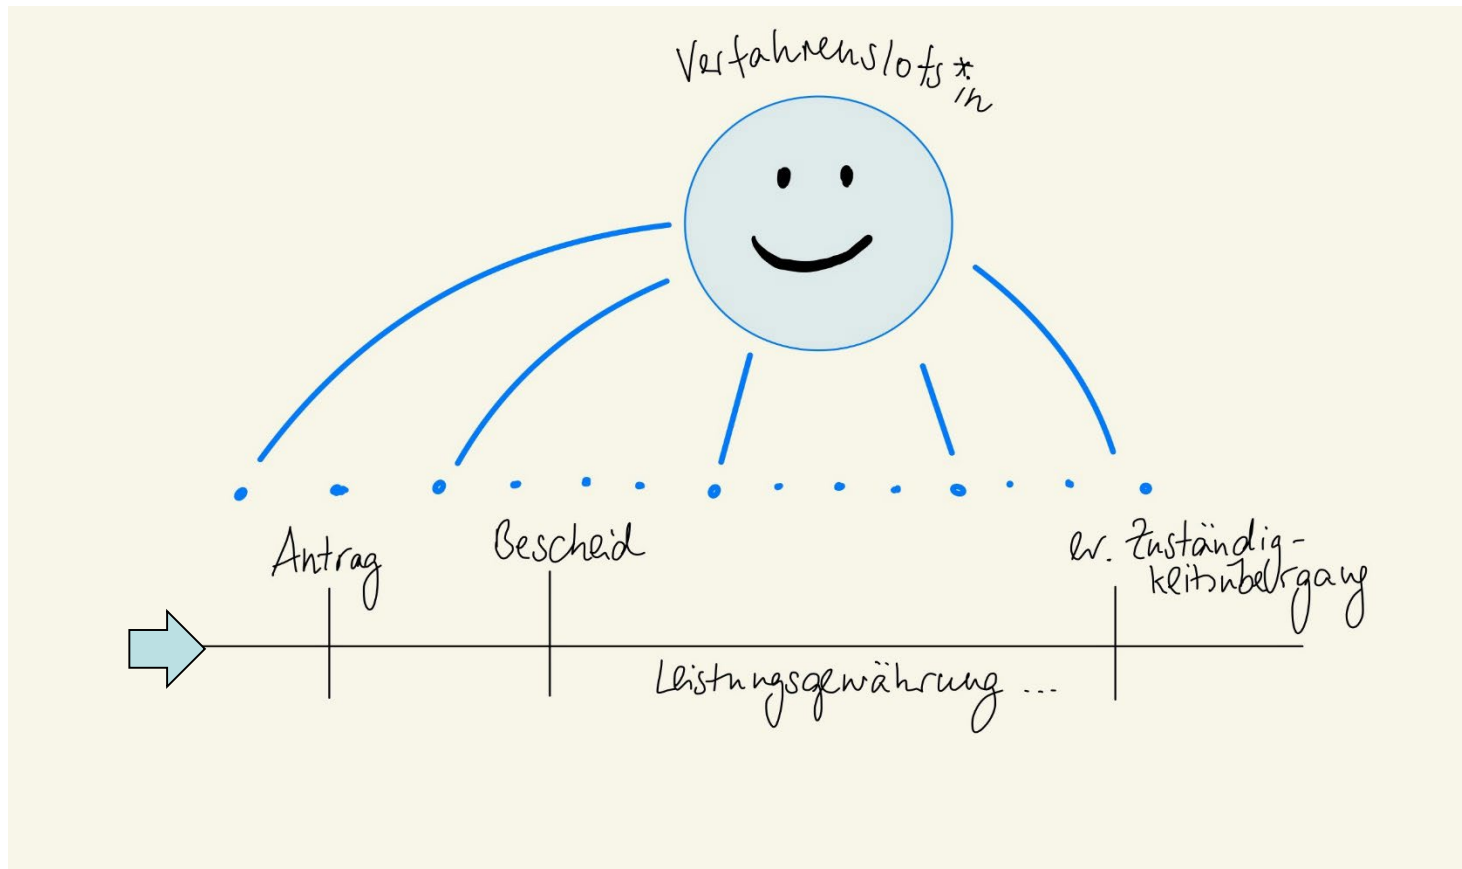 Verfahrenslots*
in
Antrag
Bescheid
ev. Zuständig-
keitsübergang
Leistungsgewährung ...